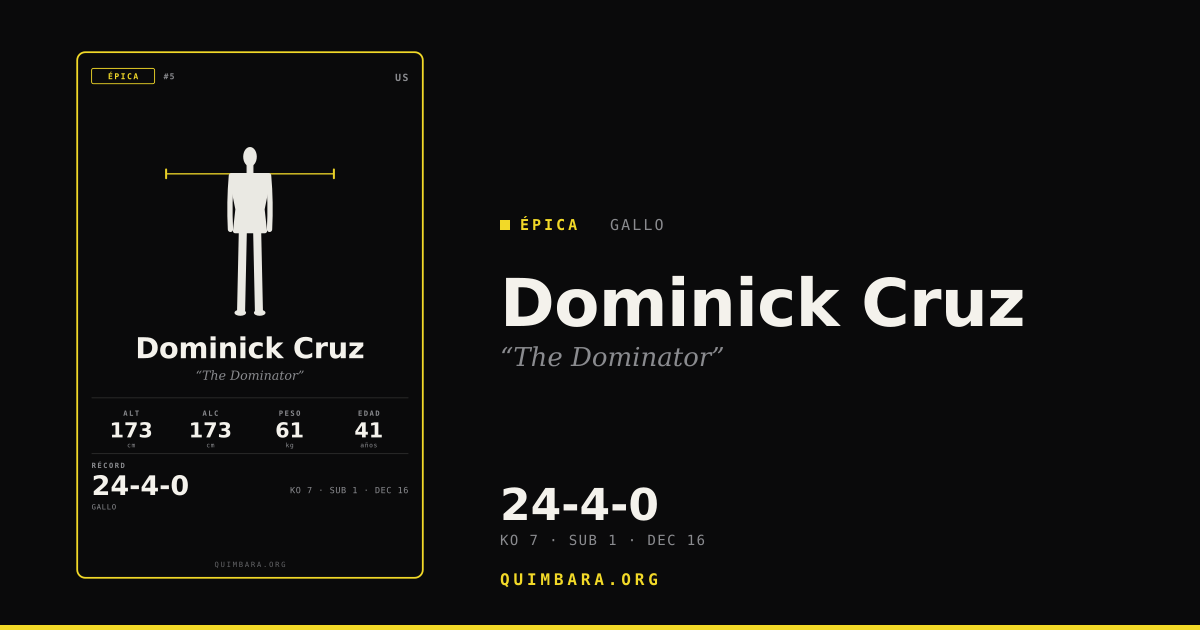 ÉPICA #5 US
Dominick Cruz
“The Dominator”
ALT ALC PESO EDAD
173 173 61 41
cm cm kg años
RÉCORD
24-4-0 KO 7 · SUB 1 · DEC 16
GALLO
QUIMBARA.ORG
ÉPICA GALLO
Dominick Cruz
“The Dominator”
24-4-0
KO 7 · SUB 1 · DEC 16
QUIMBARA.ORG